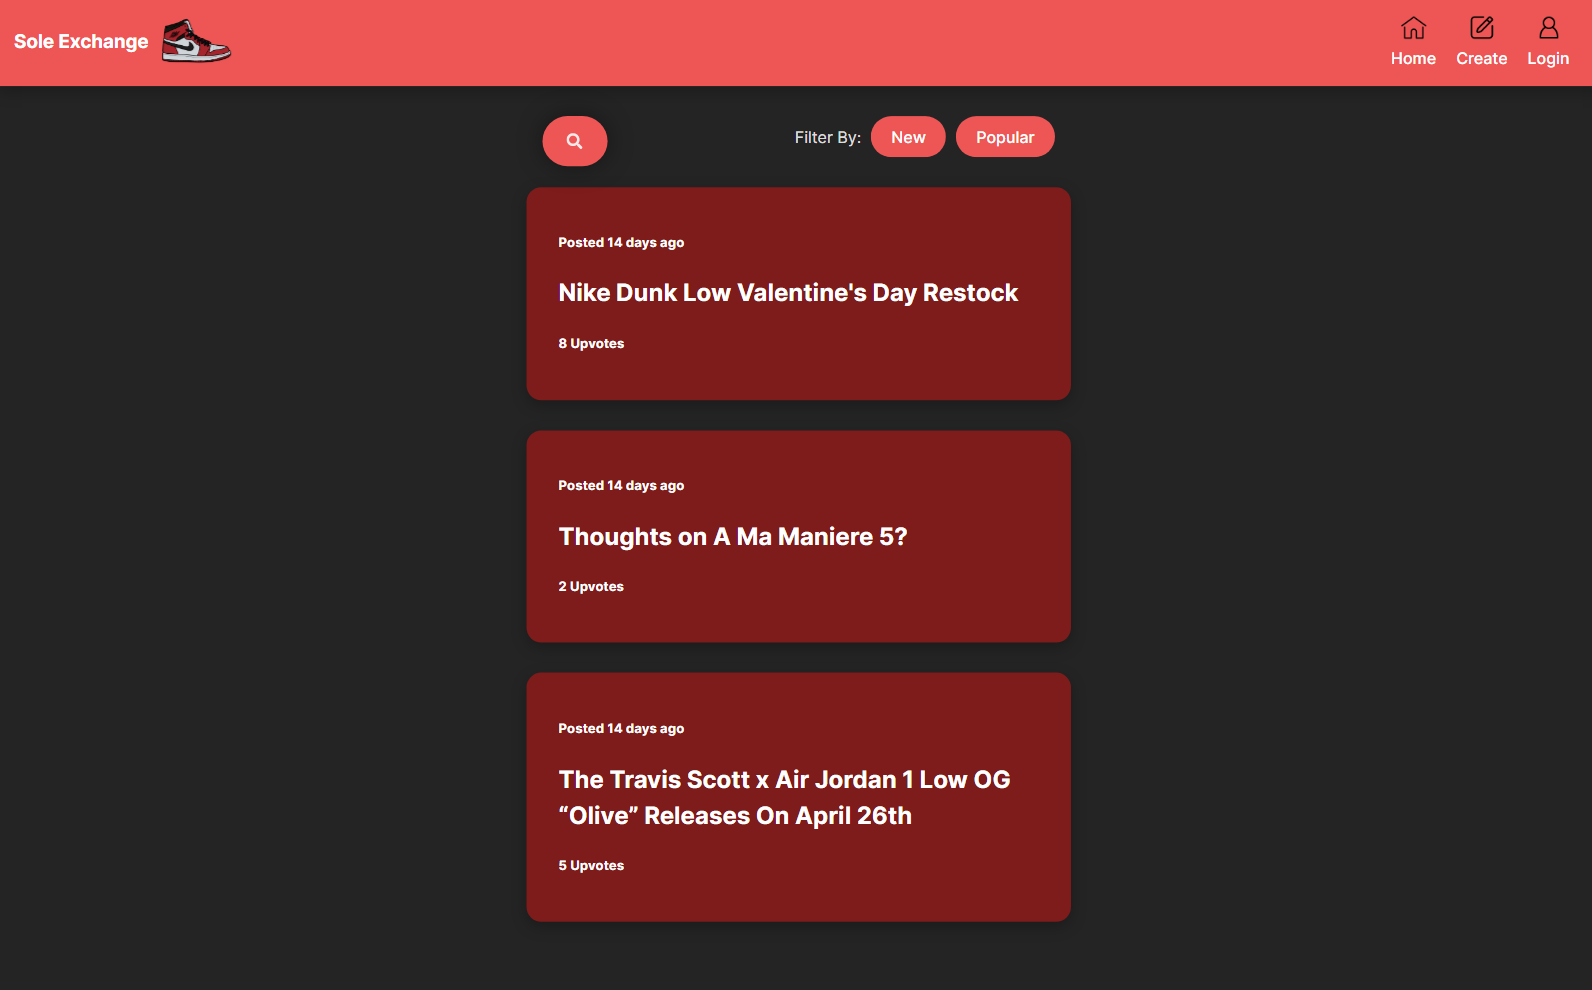 Sole Exchange
Home
Create
Login
Filter By:
New
Popular
Posted 14 days ago
Nike Dunk Low Valentine's Day Restock
8 Upvotes
Posted 14 days ago
Thoughts on A Ma Maniere 5?
2 Upvotes
Posted 14 days ago
The Travis Scott x Air Jordan 1 Low OG
“Olive” Releases On April 26th
5 Upvotes